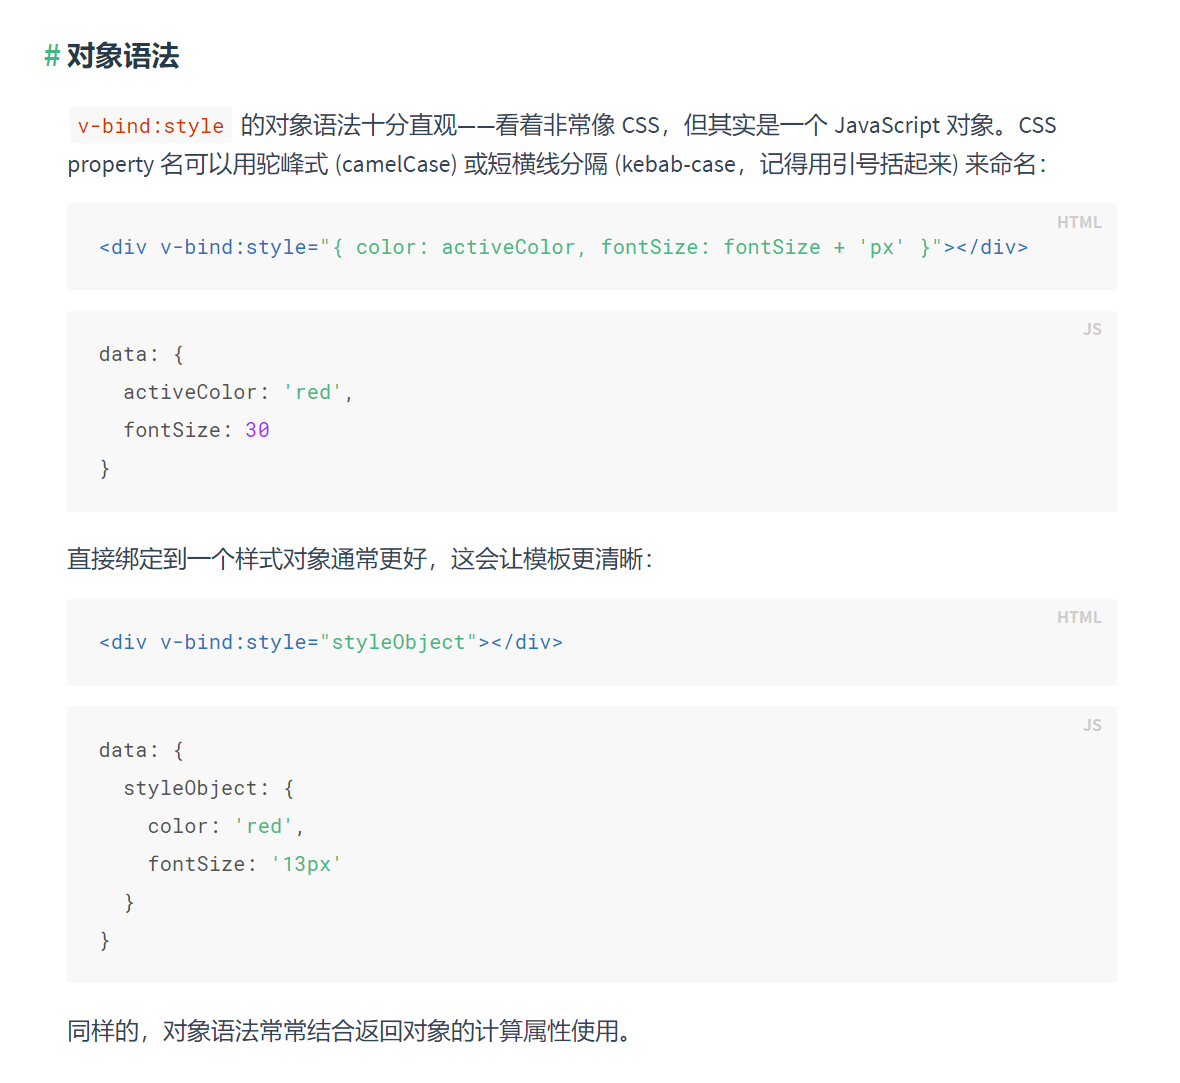 # 对象语法
v-bind:style 的对象语法十分直观——看着非常像 CSS，但其实是一个 JavaScript 对象。CSS
property 名可以用驼峰式 (camelCase) 或短横线分隔 (kebab-case，记得用引号括起来) 来命名：
HTML
<div v-bind:style="{ color: activeColor, fontSize: fontSize + 'px' }"></div>
JS
data: {
  activeColor: 'red',
  fontSize: 30
}
直接绑定到一个样式对象通常更好，这会让模板更清晰：
HTML
<div v-bind:style="styleObject"></div>
JS
data: {
  styleObject: {
    color: 'red',
    fontSize: '13px'
  }
}
同样的，对象语法常常结合返回对象的计算属性使用。